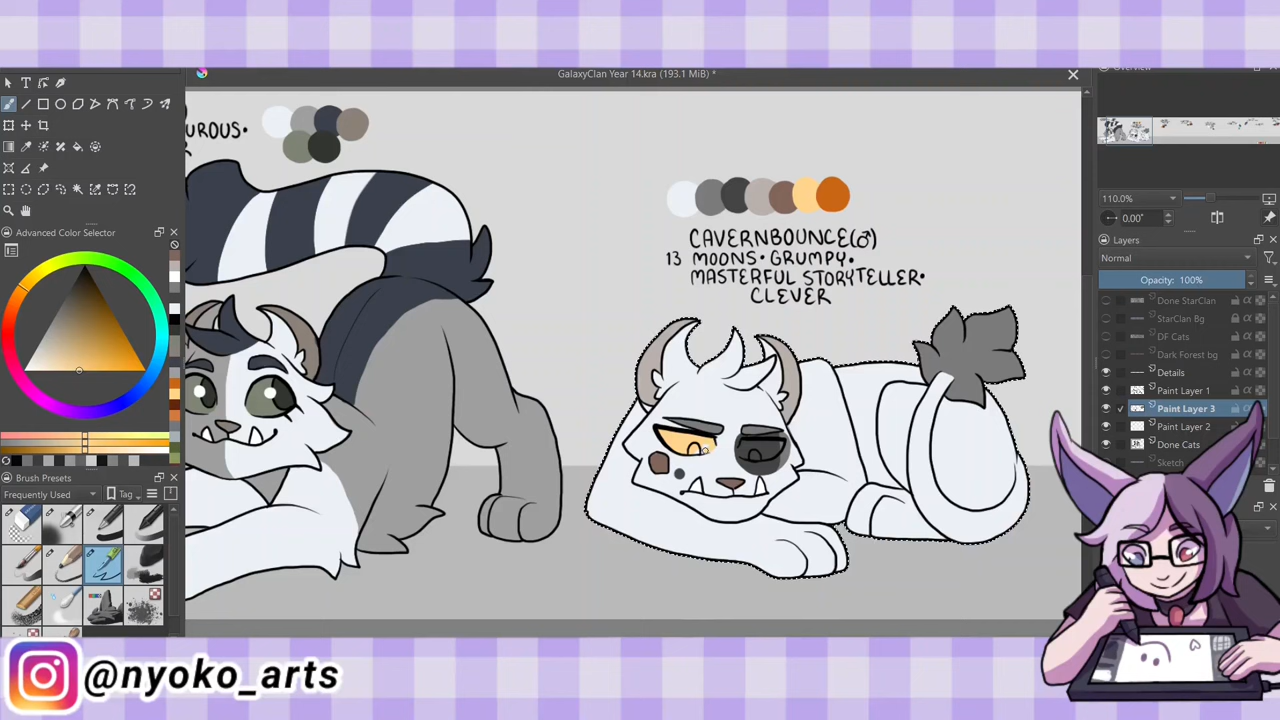 GalaxyClan Year 14.kra (193.1 MiB) *
UROUS•
CAVERNBOUNCE(♂)
13 MOONS• GRUMPY•
MASTERFUL STORYTELLER•
CLEVER
Advanced Color Selector
Brush Presets
Frequently Used
Tag
110.0%
0.00°
Layers
Normal
Opacity: 100%
Done StarClan
StarClan Bg
DF Cats
Dark Forest bg
Details
Paint Layer 1
Paint Layer 3
Paint Layer 2
Done Cats
Sketch
@nyoko_arts